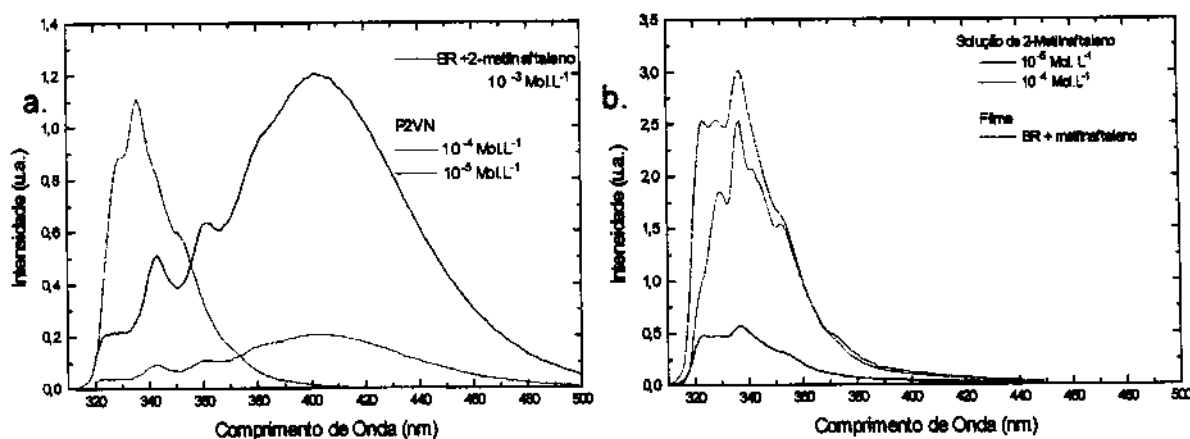 a.
Intensidade (u.a.)
1,4
1,2
1,0
0,8
0,6
0,4
0,2
0,0
320
340
360
380
400
420
440
460
480
500
Comprimento de Onda (nm)
BR +2-metilnaftaleno
10⁻³ Mol.L⁻¹
P2VN
10⁻⁴ Mol.L⁻¹
10⁻⁵ Mol.L⁻¹
b.
Intensidade (u.a.)
3,5
3,0
2,5
2,0
1,5
1,0
0,5
0,0
320
340
360
380
400
420
440
460
480
500
Comprimento de Onda (nm)
Solução de 2-Metilnaftaleno
10⁻⁵ Mol.L⁻¹
10⁻⁴ Mol.L⁻¹
Filme
BR + metilnaftaleno